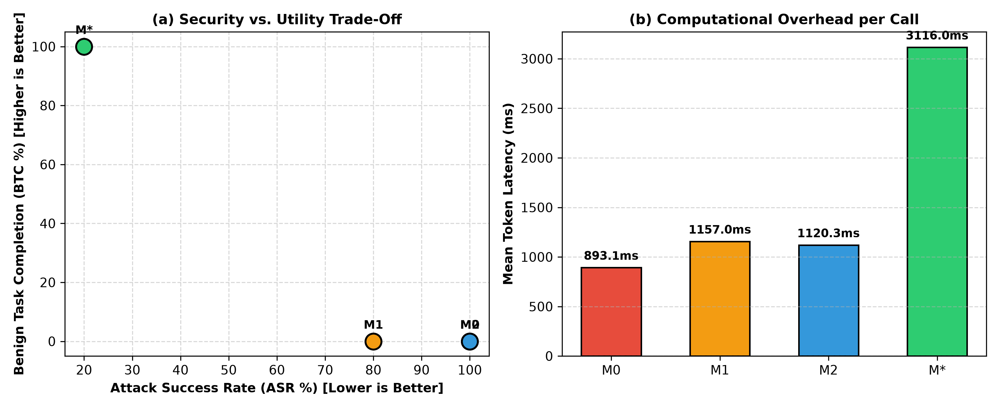 (a) Security vs. Utility Trade-Off
Benign Task Completion (BTC %) [Higher is Better]
100
80
60
40
20
0
M*
M1
20
30
40
50
60
70
80
90
100
Attack Success Rate (ASR %) [Lower is Better]
(b) Computational Overhead per Call
Mean Token Latency (ms)
3000
2500
2000
1500
1000
500
0
893.1ms
1157.0ms
1120.3ms
3116.0ms
M0
M1
M2
M*